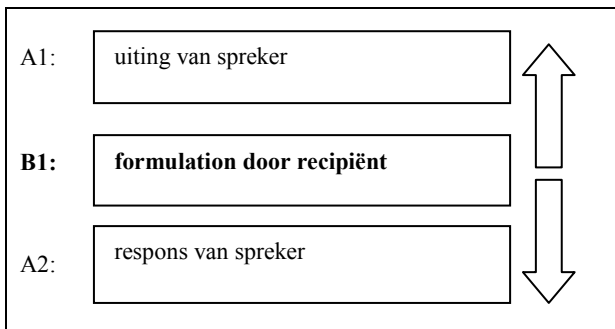 A1: uiting van spreker
B1: formulation door recipiënt
A2: respons van spreker